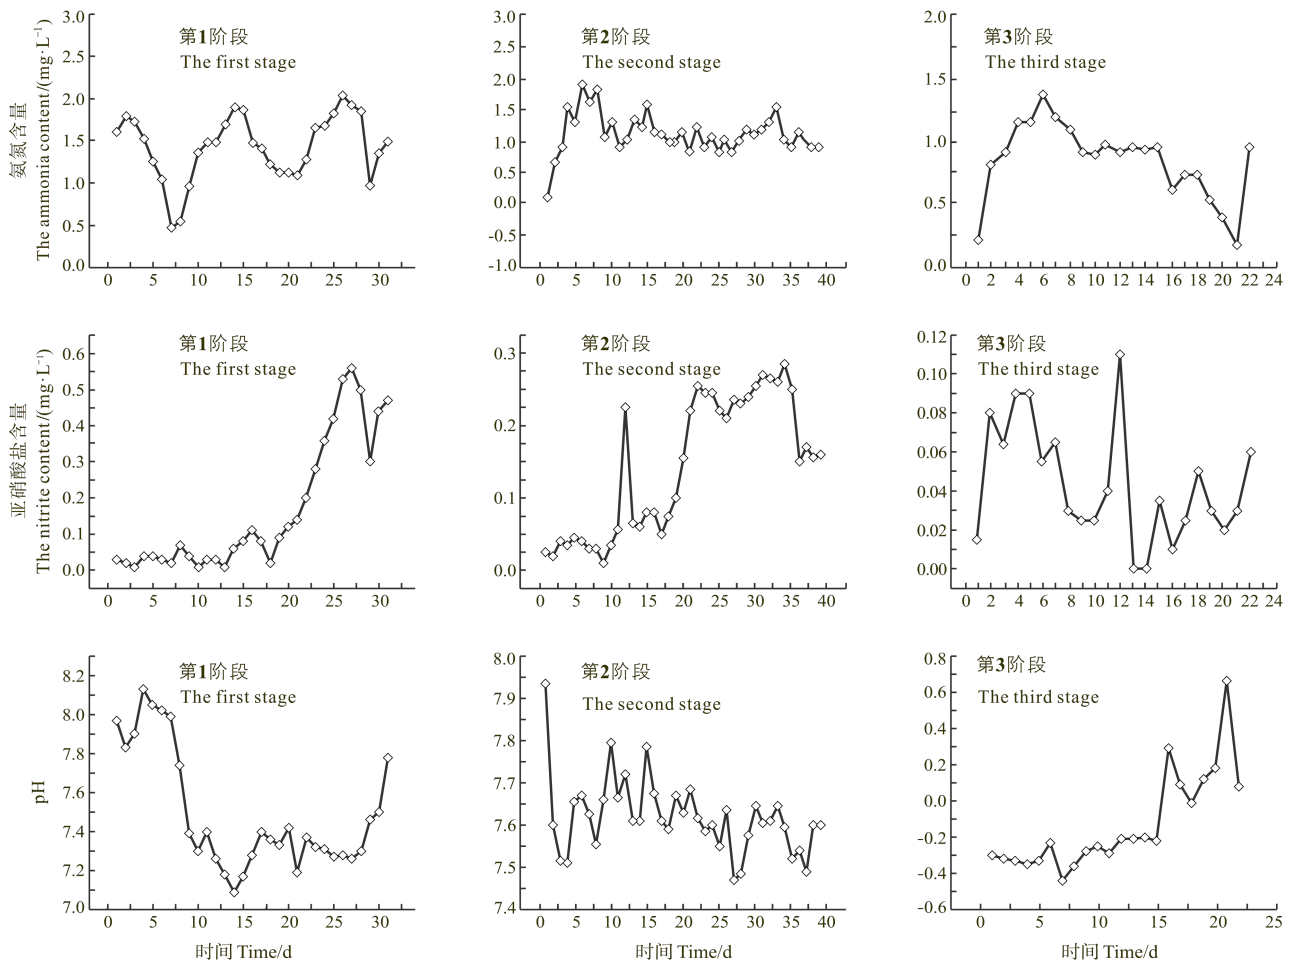 氨氮含量
The ammonia content/(mg·L⁻¹)
第1阶段
The first stage
3.0
2.5
2.0
1.5
1.0
0.5
0.0
0 5 10 15 20 25 30
第2阶段
The second stage
3.0
2.5
2.0
1.5
1.0
0.5
0.0
-0.5
-1.0
0 5 10 15 20 25 30 35 40
第3阶段
The third stage
2.0
1.5
1.0
0.5
0.0
0 2 4 6 8 10 12 14 16 18 20 22 24
亚硝酸盐含量
The nitrite content/(mg·L⁻¹)
第1阶段
The first stage
0.6
0.5
0.4
0.3
0.2
0.1
0.0
0 5 10 15 20 25 30
第2阶段
The second stage
0.3
0.2
0.1
0.0
0 5 10 15 20 25 30 35 40
第3阶段
The third stage
0.12
0.10
0.08
0.06
0.04
0.02
0.00
0 2 4 6 8 10 12 14 16 18 20 22 24
pH
第1阶段
The first stage
8.2
8.0
7.8
7.6
7.4
7.2
7.0
0 5 10 15 20 25 30
时间 Time/d
第2阶段
The second stage
8.0
7.9
7.8
7.7
7.6
7.5
7.4
0 5 10 15 20 25 30 35 40
时间 Time/d
第3阶段
The third stage
0.8
0.6
0.4
0.2
0.0
-0.2
-0.4
-0.6
0 5 10 15 20 25
时间 Time/d